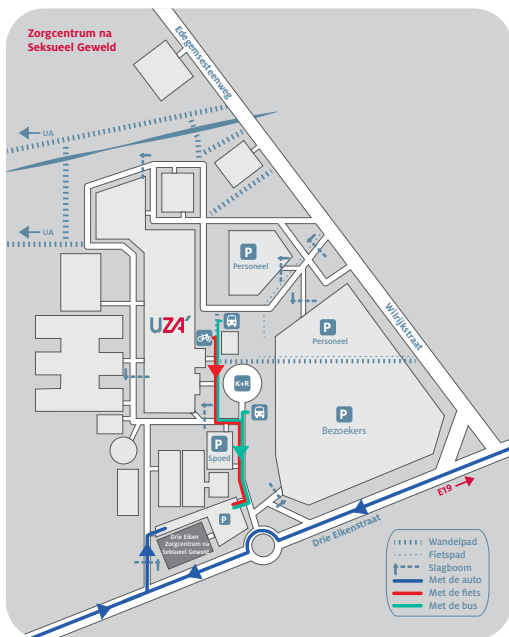 Zorgcentrum na
Seksueel Geweld
Edegemsesteenweg
UA
UA
P
Personeel
Wilrijkstraat
UZA'
P
Personeel
K+R
P
Bezoekers
P
Spoed
E19
P
Drie Eiken
Zorgcentrum na
Seksueel Geweld
Drie Eikenstraat
Wandelpad
Fietspad
Slagboom
Met de auto
Met de fiets
Met de bus